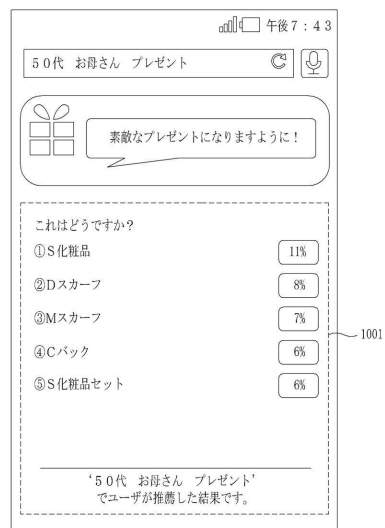 午後7：43
50代　お母さん　プレゼント
素敵なプレゼントになりますように！
これはどうですか？
①S化粧品 11%
②Dスカーフ 8%
③Mスカーフ 7%
④Cバック 6%
⑤S化粧品セット 6%
1001
‘50代　お母さん　プレゼント’
でユーザが推薦した結果です。